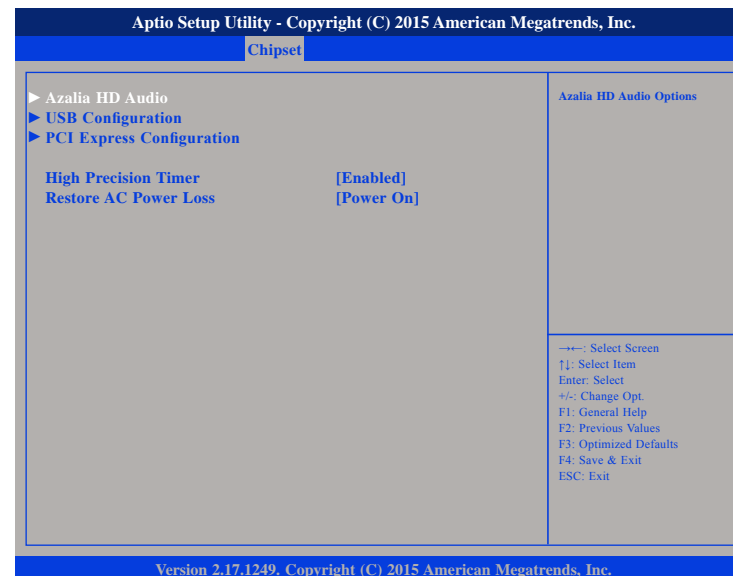 Aptio Setup Utility - Copyright (C) 2015 American Megatrends, Inc.
Chipset
► Azalia HD Audio
► USB Configuration
► PCI Express Configuration
High Precision Timer [Enabled]
Restore AC Power Loss [Power On]
Azalia HD Audio Options
→←: Select Screen
↑↓: Select Item
Enter: Select
+/-: Change Opt.
F1: General Help
F2: Previous Values
F3: Optimized Defaults
F4: Save & Exit
ESC: Exit
Version 2.17.1249. Copyright (C) 2015 American Megatrends, Inc.